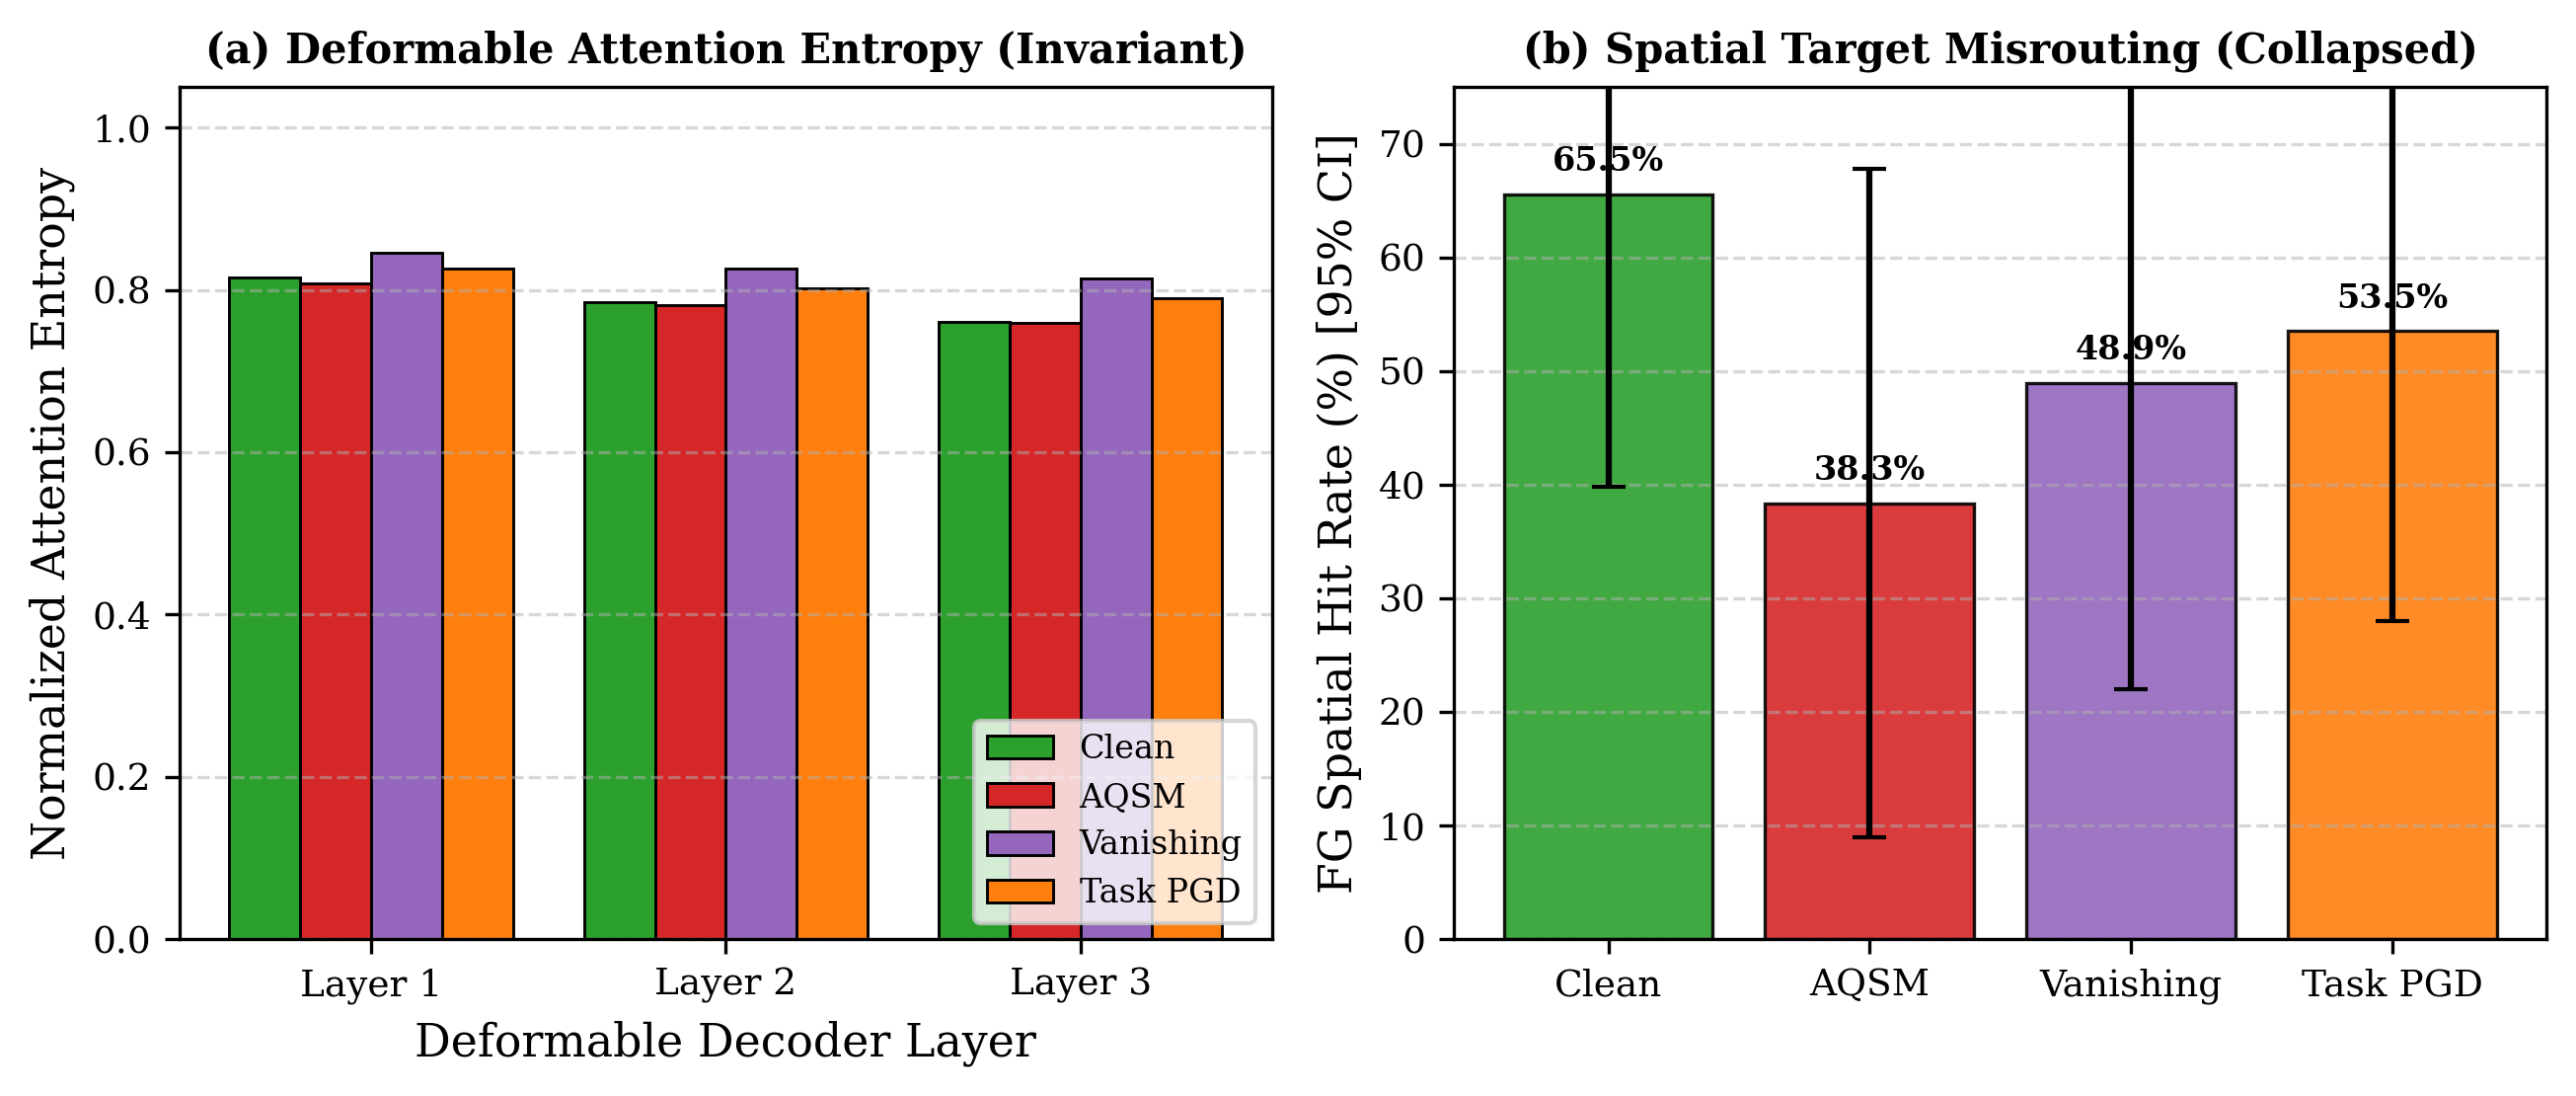 (a) Deformable Attention Entropy (Invariant)
Normalized Attention Entropy
1.0
0.8
0.6
0.4
0.2
0.0
Layer 1
Layer 2
Layer 3
Deformable Decoder Layer
Clean
AQSM
Vanishing
Task PGD
(b) Spatial Target Misrouting (Collapsed)
FG Spatial Hit Rate (%) [95% CI]
70
60
50
40
30
20
10
0
65.5%
38.3%
48.9%
53.5%
Clean
AQSM
Vanishing
Task PGD